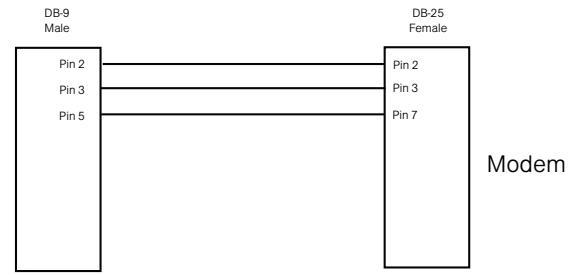 DB-9
Male
DB-25
Female
Pin 2
Pin 2
Pin 3
Pin 3
Pin 5
Pin 7
Modem